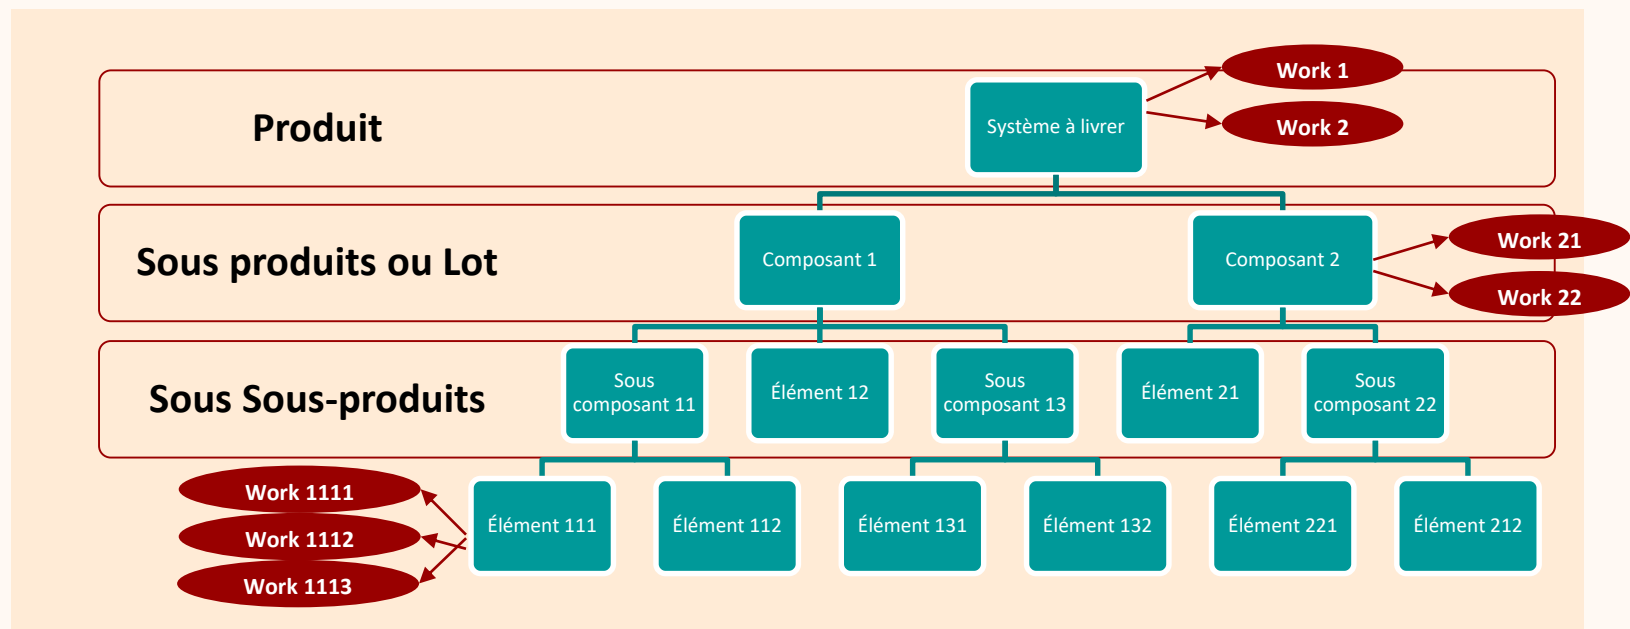 Work 1
Produit
Système à livrer
Work 2
Sous produits ou Lot
Composant 1
Composant 2
Work 21
Work 22
Sous Sous-produits
Sous
composant 11
Élément 12
Sous
composant 13
Élément 21
Sous
composant 22
Work 1111
Work 1112
Work 1113
Élément 111
Élément 112
Élément 131
Élément 132
Élément 221
Élément 212